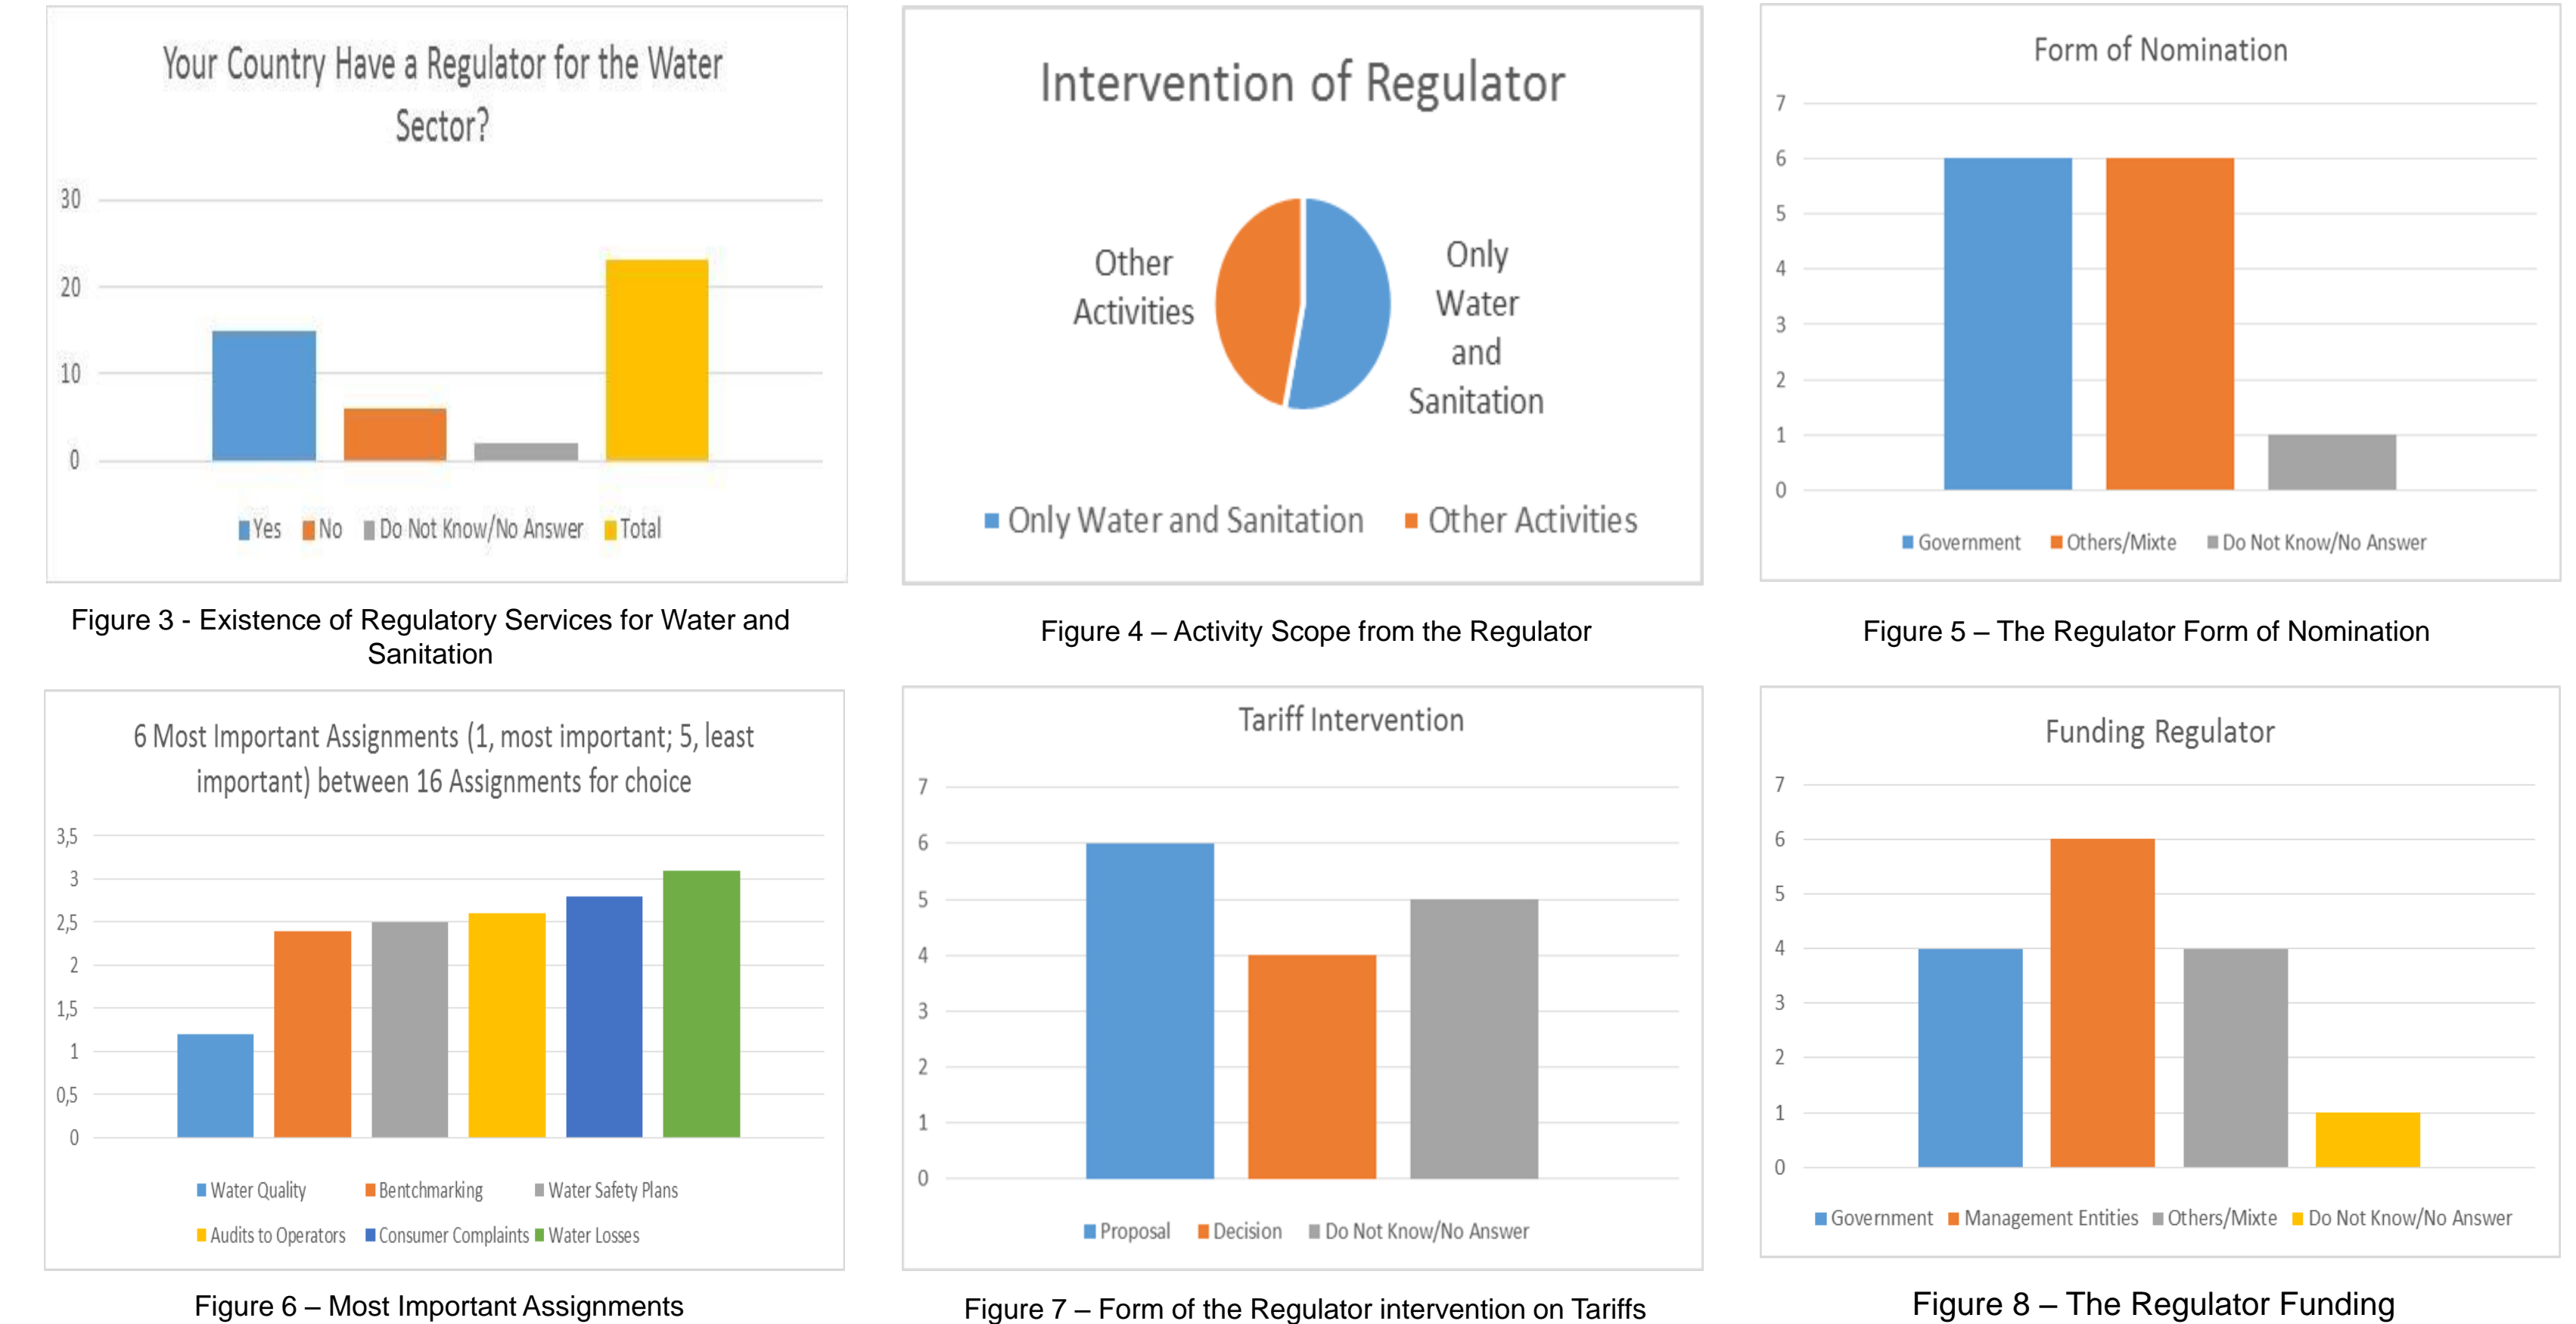 Your Country Have a Regulator for the Water
Sector?
30
20
10
0
Yes No Do Not Know/No Answer Total
Figure 3 - Existence of Regulatory Services for Water and
Sanitation
Intervention of Regulator
Other
Activities
Only
Water
and
Sanitation
Only Water and Sanitation Other Activities
Figure 4 – Activity Scope from the Regulator
Form of Nomination
7
6
5
4
3
2
1
0
Government Others/Mixte Do Not Know/No Answer
Figure 5 – The Regulator Form of Nomination
6 Most Important Assignments (1, most important; 5, least
important) between 16 Assignments for choice
3,5
3
2,5
2
1,5
1
0,5
0
Water Quality Bentchmarking Water Safety Plans
Audits to Operators Consumer Complaints Water Losses
Figure 6 – Most Important Assignments
Tariff Intervention
7
6
5
4
3
2
1
0
Proposal Decision Do Not Know/No Answer
Figure 7 – Form of the Regulator intervention on Tariffs
Funding Regulator
7
6
5
4
3
2
1
0
Government Management Entities Others/Mixte Do Not Know/No Answer
Figure 8 – The Regulator Funding